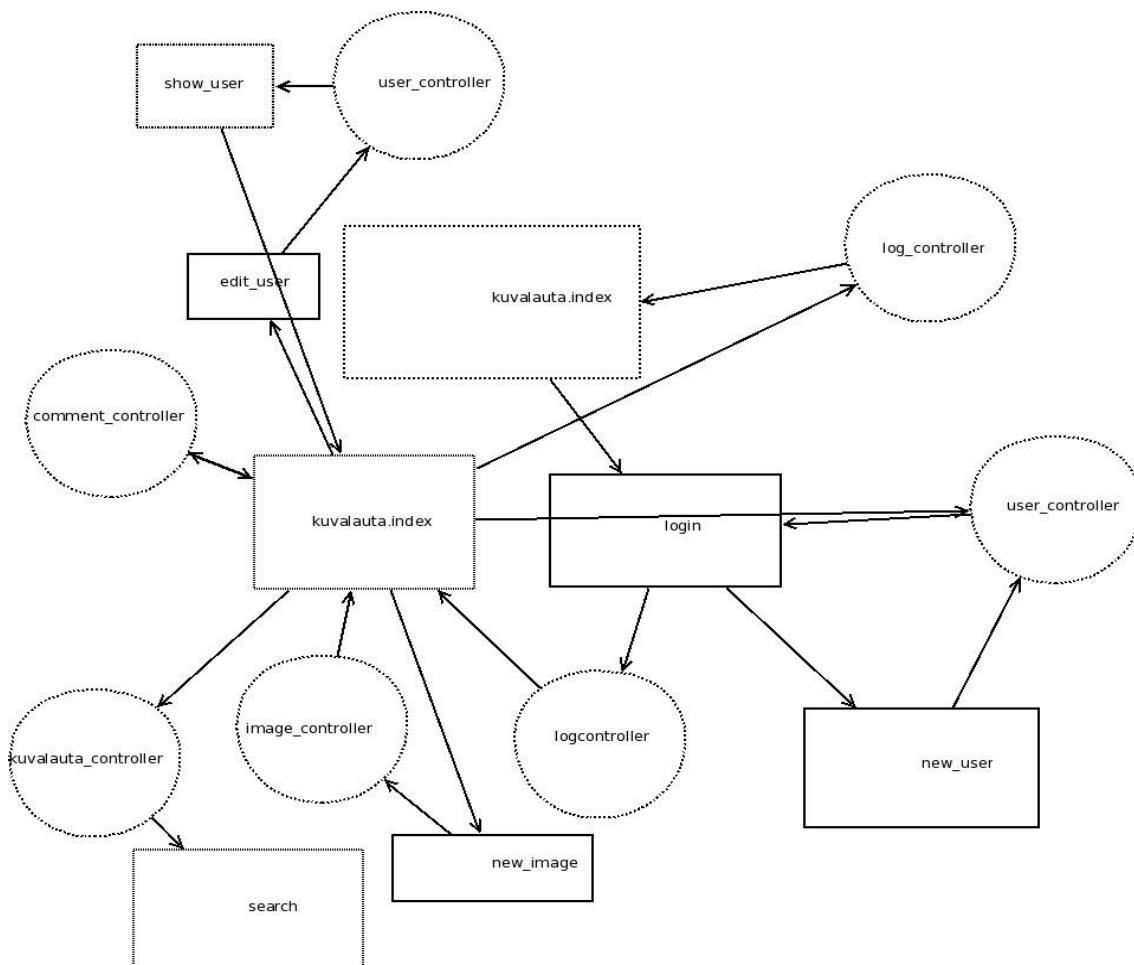 show_user
user_controller
log_controller
edit_user
kuvalauta.index
comment_controller
kuvalauta.index
login
user_controller
kuvalauta_controller
image_controller
logcontroller
new_user
new_image
search